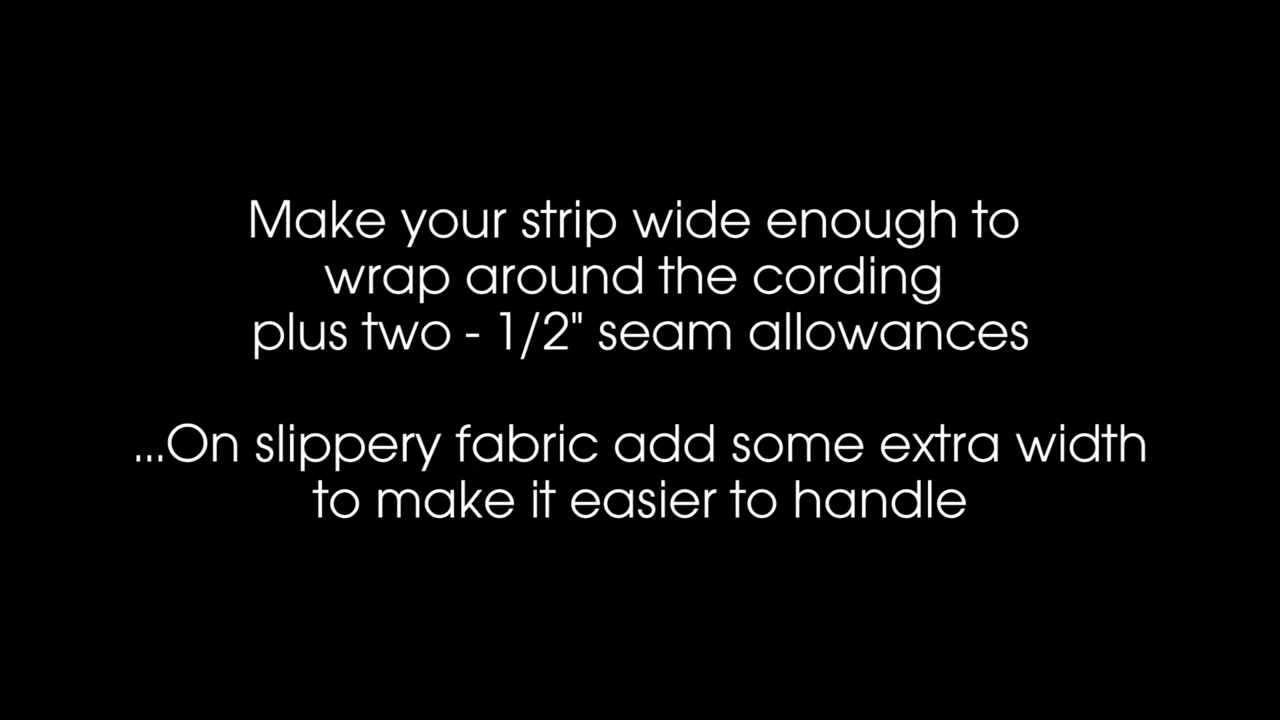 Make your strip wide enough to
wrap around the cording
plus two - 1/2" seam allowances
...On slippery fabric add some extra width
to make it easier to handle